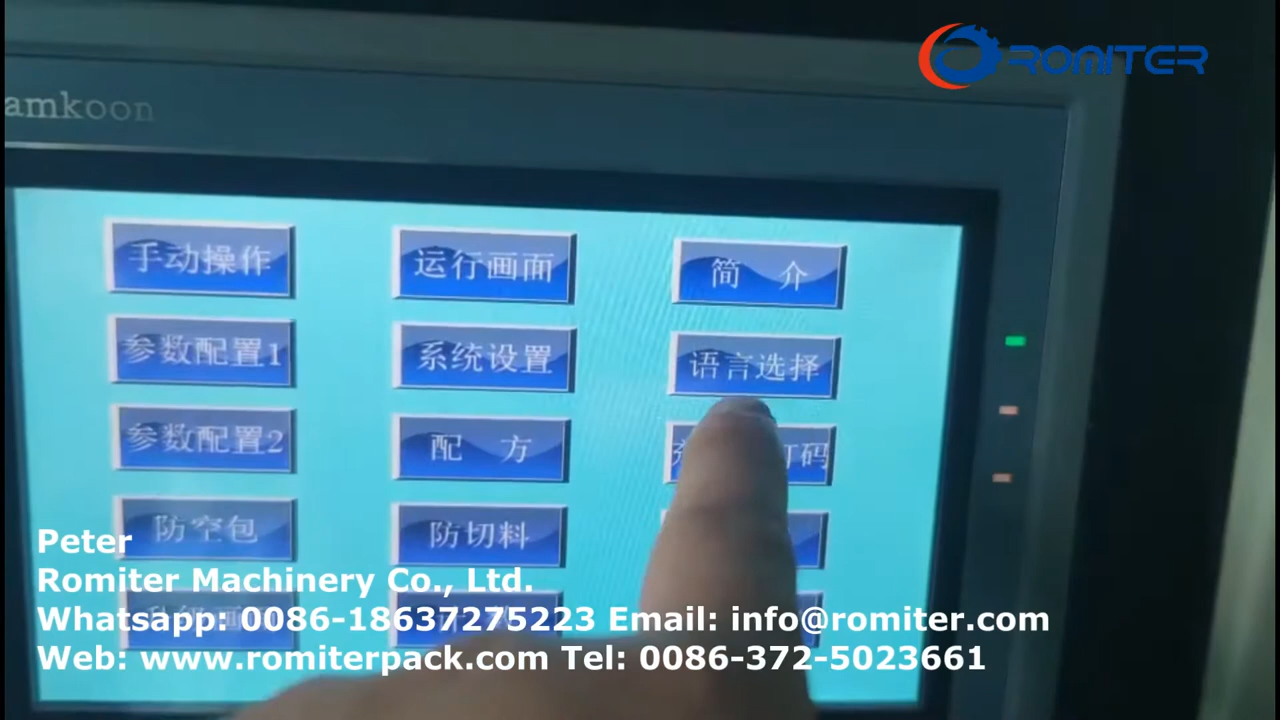 ROMITER
amkoon
手动操作 运行画面 简 介
参数配置1 系统设置 语言选择
参数配置2 配 方 码
防空包 防切料
Peter
Romiter Machinery Co., Ltd.
Whatsapp: 0086-18637275223 Email: info@romiter.com
Web: www.romiterpack.com Tel: 0086-372-5023661